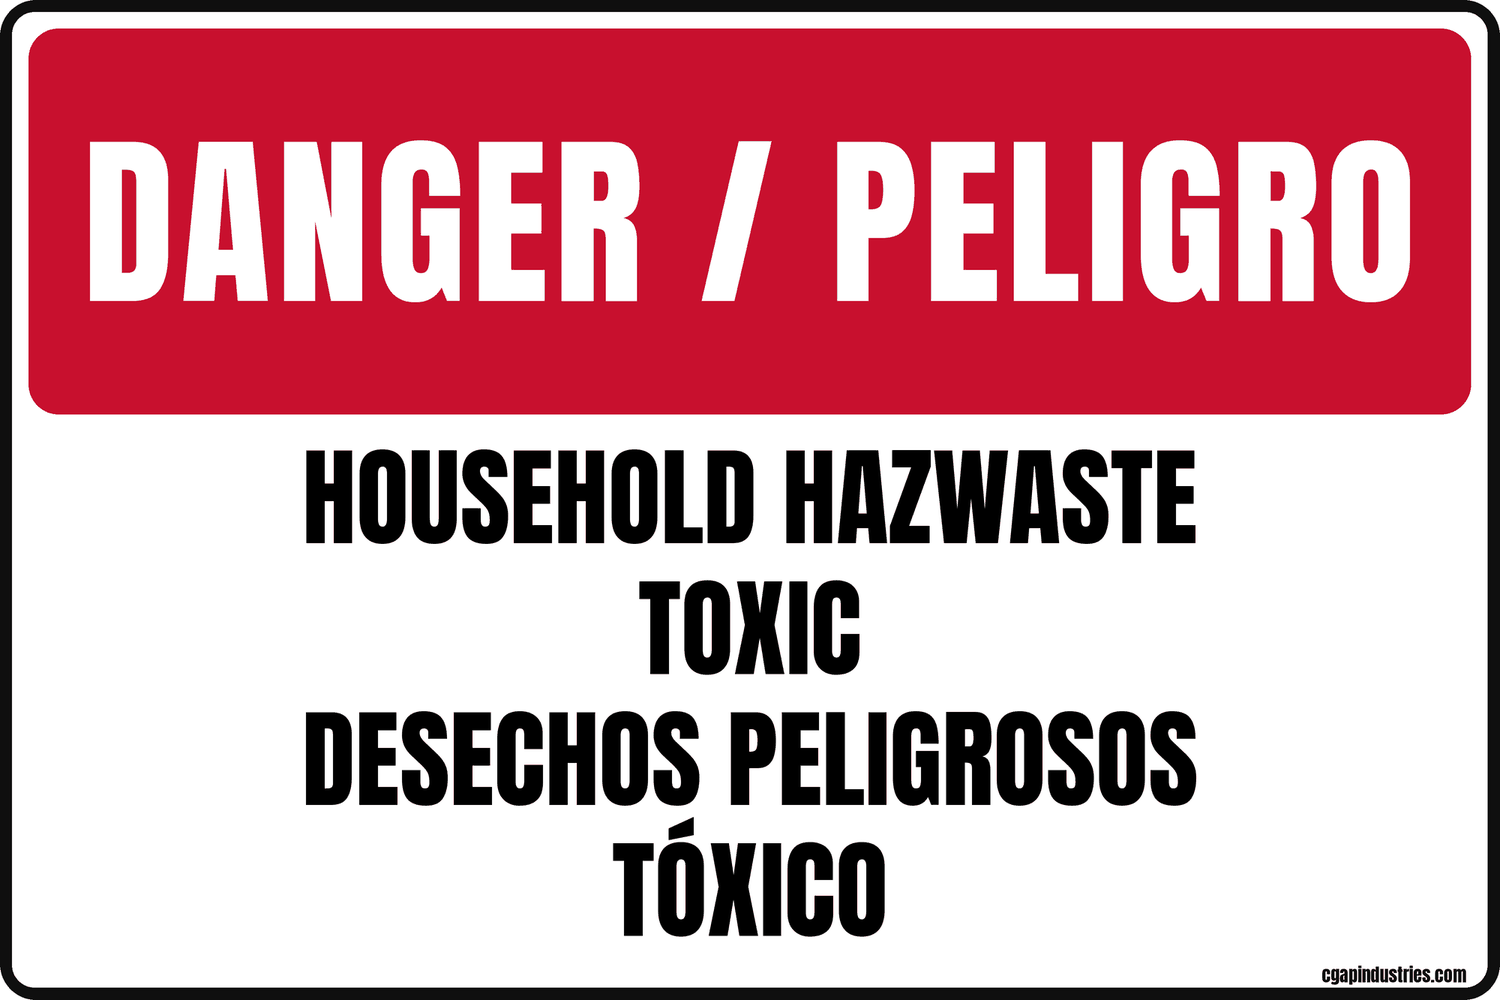 DANGER / PELIGRO
HOUSEHOLD HAZWASTE
TOXIC
DESECHOS PELIGROSOS
TÓXICO
cgapindustries.com